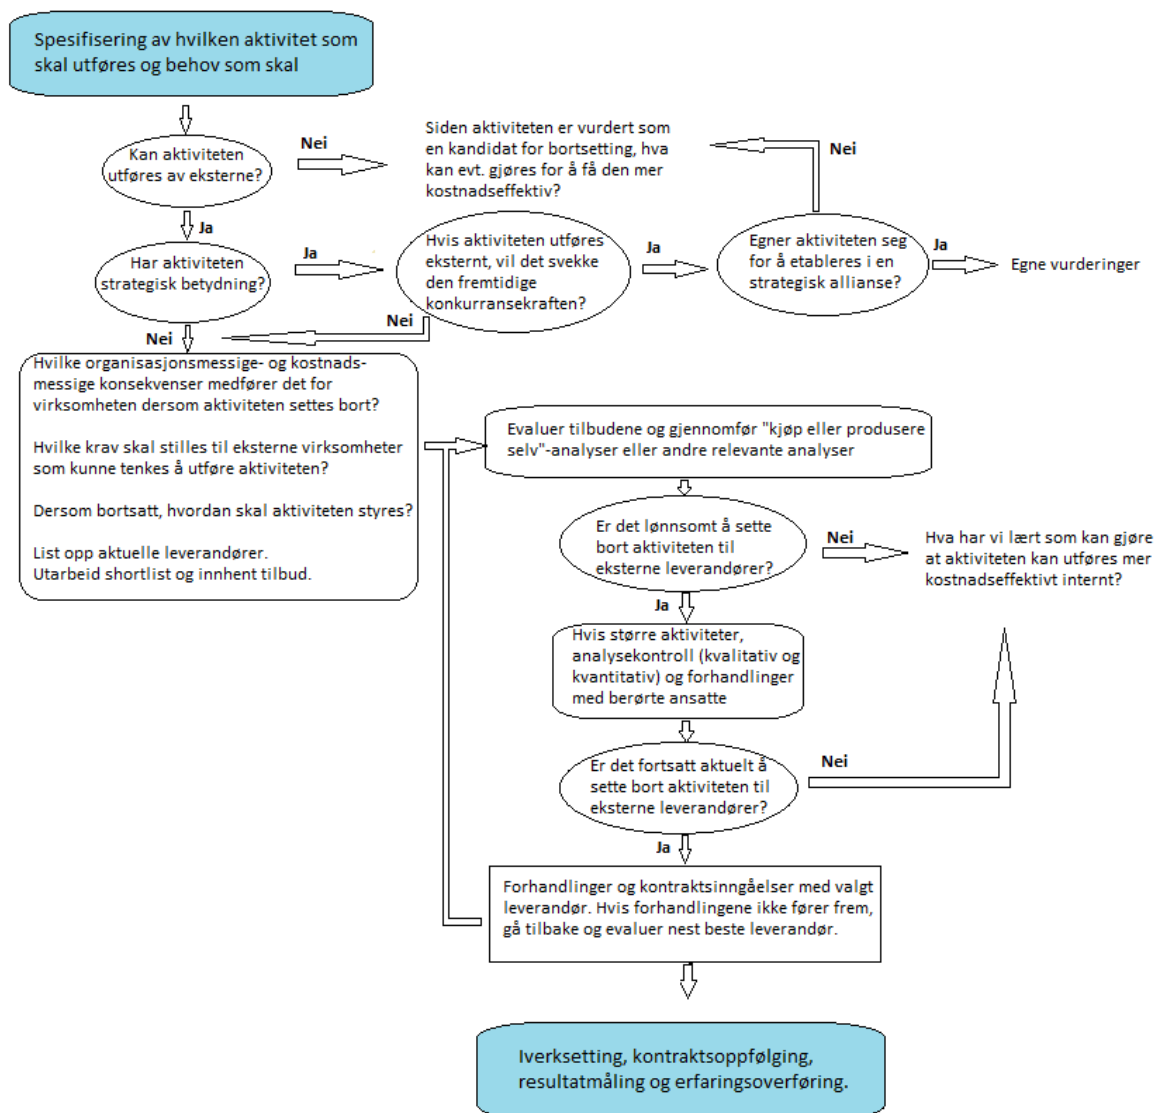 Spesifisering av hvilken aktivitet som
skal utføres og behov som skal
Kan aktiviteten
utføres av eksterne?
Nei
Siden aktiviteten er vurdert som
en kandidat for bortsetting, hva
kan evt. gjøres for å få den mer
kostnadseffektiv?
Nei
Ja
Har aktiviteten
strategisk betydning?
Ja
Hvis aktiviteten utføres
eksternt, vil det svekke
den fremtidige
konkurransekraften?
Ja
Egner aktiviteten seg
for å etableres i en
strategisk allianse?
Ja
Egne vurderinger
Nei
Nei
Hvilke organisasjonsmessige- og kostnads-
messige konsekvenser medfører det for
virksomheten dersom aktiviteten settes bort?
Hvilke krav skal stilles til eksterne virksomheter
som kunne tenkes å utføre aktiviteten?
Dersom bortsatt, hvordan skal aktiviteten styres?
List opp aktuelle leverandører.
Utarbeid shortlist og innhent tilbud.
Evaluer tilbudene og gjennomfør "kjøp eller produsere
selv"-analyser eller andre relevante analyser
Er det lønnsomt å sette
bort aktiviteten til
eksterne leverandører?
Nei
Hva har vi lært som kan gjøre
at aktiviteten kan utføres mer
kostnadseffektivt internt?
Ja
Hvis større aktiviteter,
analysekontroll (kvalitativ og
kvantitativ) og forhandlinger
med berørte ansatte
Er det fortsatt aktuelt å
sette bort aktiviteten til
eksterne leverandører?
Nei
Ja
Forhandlinger og kontraktsinngåelser med valgt
leverandør. Hvis forhandlingene ikke fører frem,
gå tilbake og evaluer nest beste leverandør.
Iverksetting, kontraktsoppfølging,
resultatmåling og erfaringsoverføring.